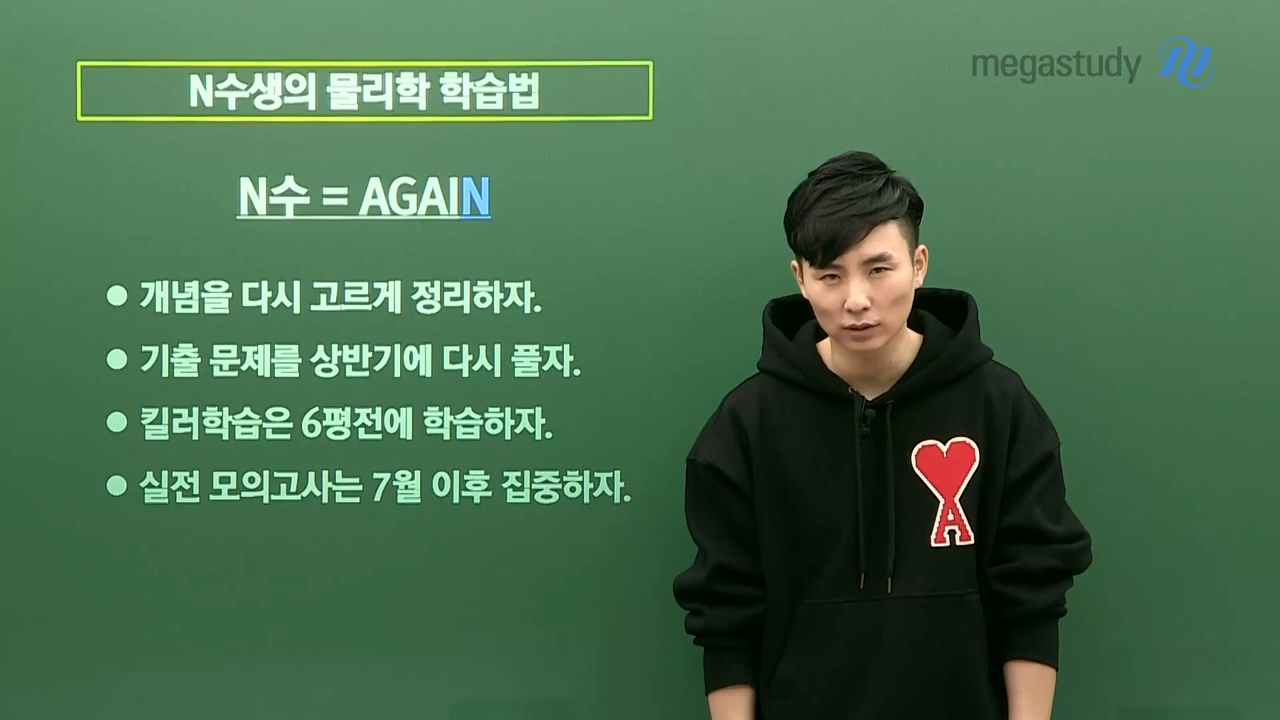 N수생의 물리학 학습법
megastudy
N수 = AGAIN
● 개념을 다시 고르게 정리하자.
● 기출 문제를 상반기에 다시 풀자.
● 킬러학습은 6평전에 학습하자.
● 실전 모의고사는 7월 이후 집중하자.
A